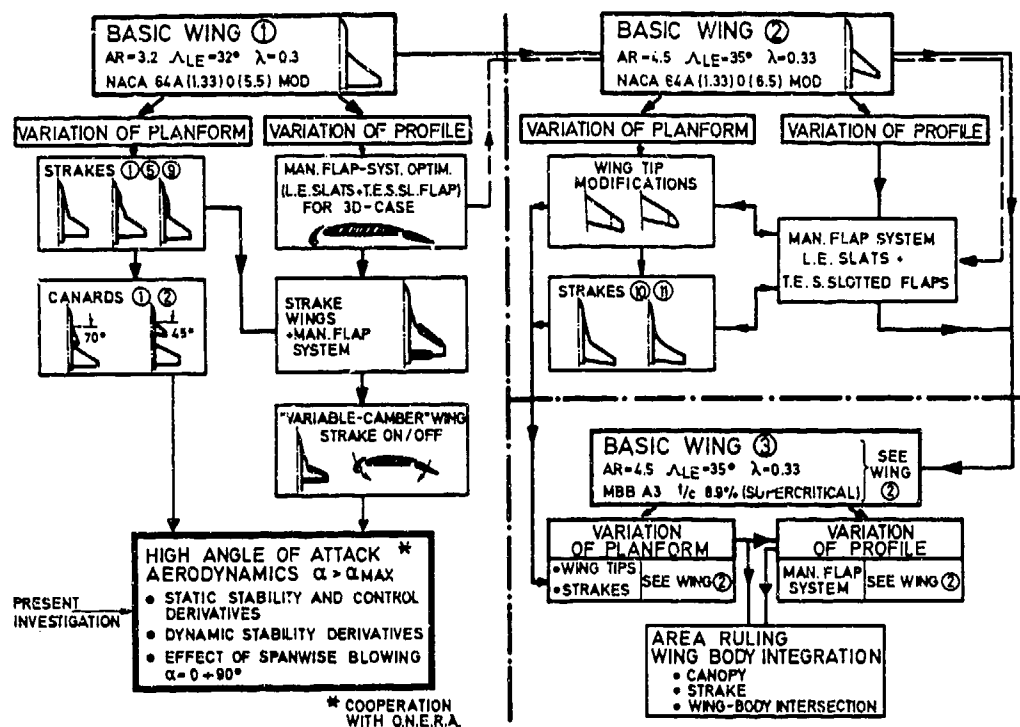 BASIC WING ①
AR=3.2 ΛLE=32° λ=0.3
NACA 64A(1.33)0(5.5) MOD
VARIATION OF PLANFORM
VARIATION OF PROFILE
STRAKES ①⑤⑨
MAN. FLAP-SYST. OPTIM.
(L.E. SLATS+T.E.S.SL.FLAP)
FOR 3D-CASE
CANARDS ① ②
70°
45°
STRAKE
WINGS
+MAN.FLAP
SYSTEM
"VARIABLE-CAMBER" WING
STRAKE ON/OFF
HIGH ANGLE OF ATTACK *
AERODYNAMICS α > αMAX
• STATIC STABILITY AND CONTROL
DERIVATIVES
• DYNAMIC STABILITY DERIVATIVES
• EFFECT OF SPANWISE BLOWING
α=0 ÷ 90°
PRESENT
INVESTIGATION
* COOPERATION
WITH O.N.E.R.A.
BASIC WING ②
AR=4.5 ΛLE=35° λ=0.33
NACA 64A(1.33)0(6.5) MOD
VARIATION OF PLANFORM
VARIATION OF PROFILE
WING TIP
MODIFICATIONS
STRAKES ⑩ ⑪
MAN. FLAP SYSTEM
L.E. SLATS +
T.E.S.SLOTTED FLAPS
BASIC WING ③
AR=4.5 ΛLE=35° λ=0.33
MBB A3 t/c 8.9% (SUPERCRITICAL)
SEE
WING
②
VARIATION
OF PLANFORM
• WING TIPS
• STRAKES
SEE WING ②
VARIATION
OF PROFILE
MAN. FLAP
SYSTEM
SEE WING ②
AREA RULING
WING BODY INTEGRATION
• CANOPY
• STRAKE
• WING-BODY INTERSECTION